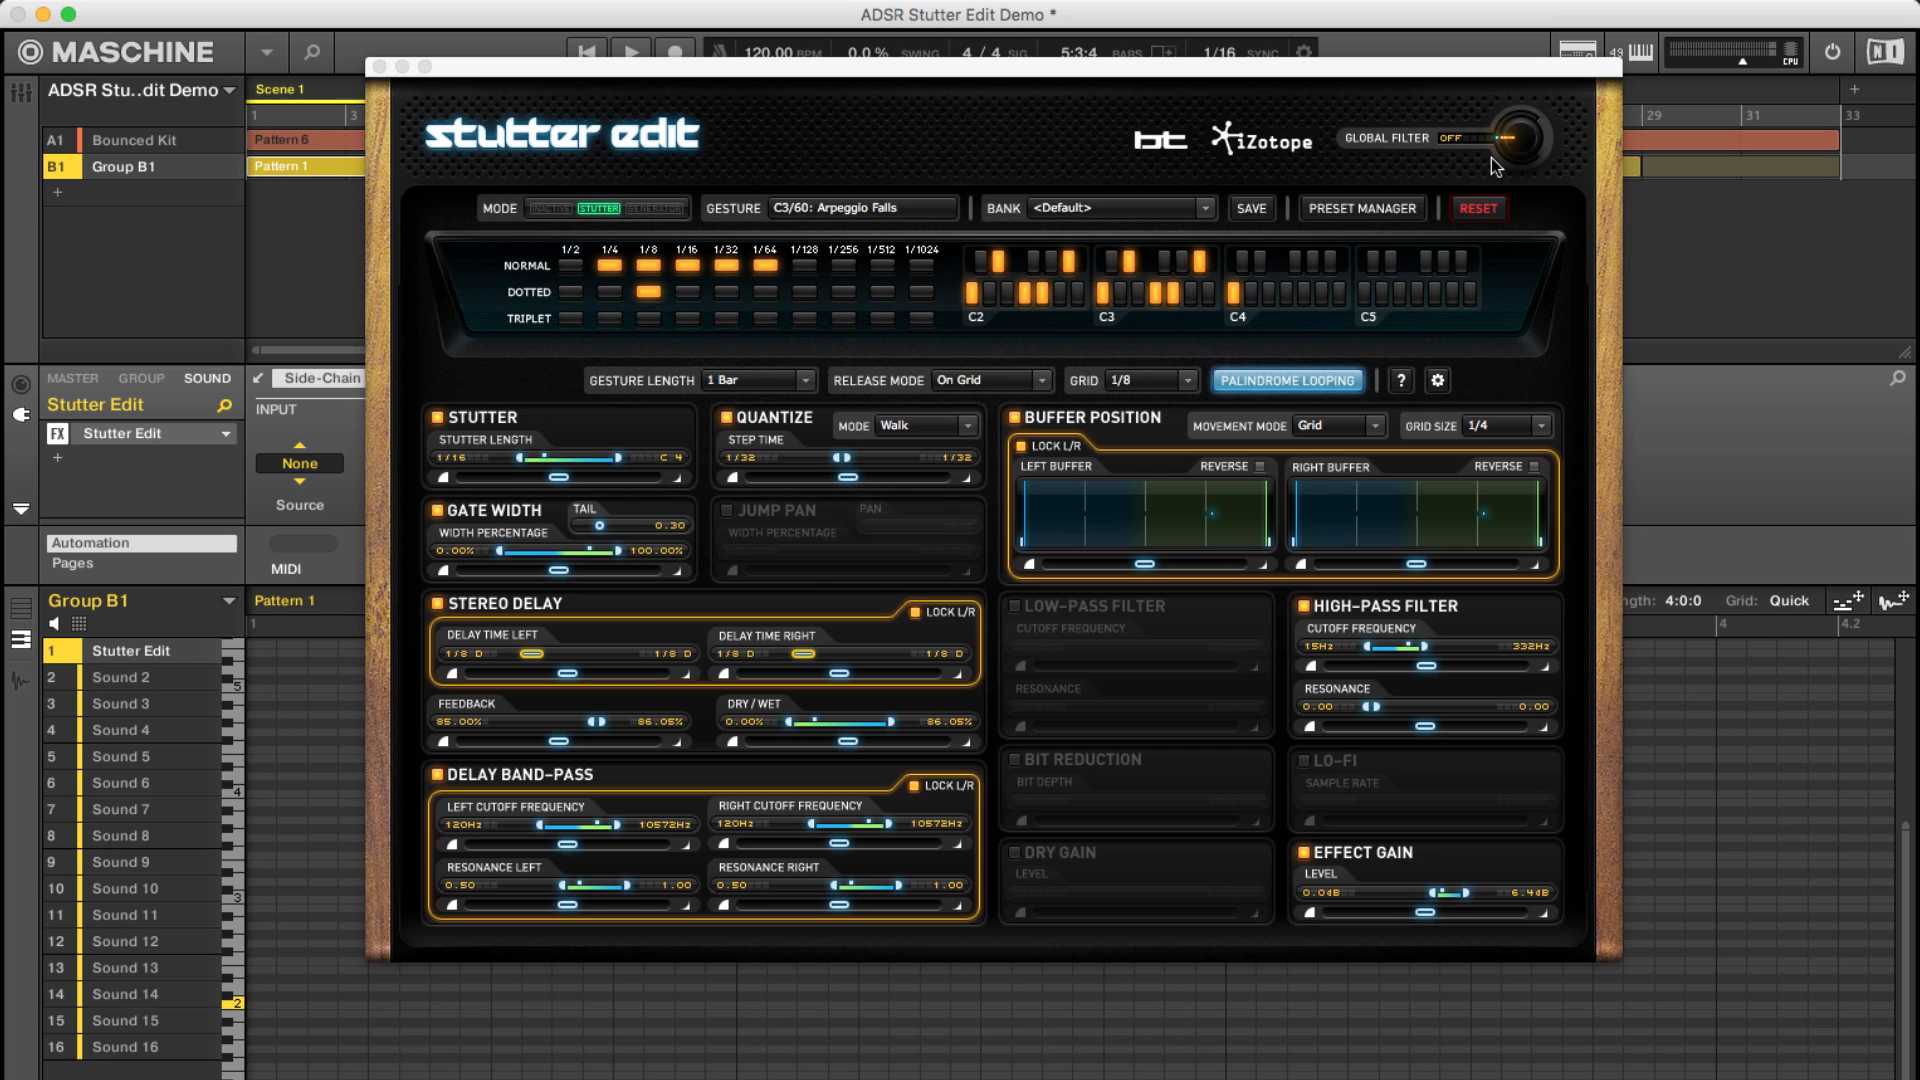 ADSR Stutter Edit Demo *
MASCHINE
120.00 BPM 0.0 % SWING 4 / 4 SIG 5:3:4 BARS 1/16 SYNC
49
CPU
ADSR Stu..dit Demo
Scene 1
1 3 29 31 33
A1 Bounced Kit Pattern 6
B1 Group B1 Pattern 1
+
stutter edit
bt iZotope GLOBAL FILTER OFF
MODE INACTIVE STUTTER GENERATOR GESTURE C3/60: Arpeggio Falls BANK <Default> SAVE PRESET MANAGER RESET
1/2 1/4 1/8 1/16 1/32 1/64 1/128 1/256 1/512 1/1024
NORMAL
DOTTED
TRIPLET
C2 C3 C4 C5
GESTURE LENGTH 1 Bar RELEASE MODE On Grid GRID 1/8 PALINDROME LOOPING ?
MASTER GROUP SOUND
Stutter Edit
FX Stutter Edit
+
Side-Chain
INPUT
None
Source
Automation
Pages
MIDI
STUTTER
STUTTER LENGTH
1/16 C 4
QUANTIZE MODE Walk
STEP TIME
1/32 1/32
BUFFER POSITION MOVEMENT MODE Grid GRID SIZE 1/4
LOCK L/R
LEFT BUFFER REVERSE RIGHT BUFFER REVERSE
GATE WIDTH TAIL
0.30
WIDTH PERCENTAGE
0.00% 100.00%
JUMP PAN PAN
WIDTH PERCENTAGE
STEREO DELAY LOCK L/R
DELAY TIME LEFT DELAY TIME RIGHT
1/8 D 1/8 D 1/8 D 1/8 D
FEEDBACK DRY / WET
85.00% 86.05% 0.00% 86.05%
DELAY BAND-PASS LOCK L/R
LEFT CUTOFF FREQUENCY RIGHT CUTOFF FREQUENCY
120Hz 10572Hz 120Hz 10572Hz
RESONANCE LEFT RESONANCE RIGHT
0.50 1.00 0.50 1.00
LOW-PASS FILTER
CUTOFF FREQUENCY
RESONANCE
HIGH-PASS FILTER
CUTOFF FREQUENCY
15Hz 332Hz
RESONANCE
0.00 0.00
BIT REDUCTION
BIT DEPTH
LO-FI
SAMPLE RATE
DRY GAIN
LEVEL
EFFECT GAIN
LEVEL
0.0dB 6.4dB
Group B1 Pattern 1
ngth: 4:0:0 Grid: Quick
1 4 4.2
1 Stutter Edit
2 Sound 2
3 Sound 3
4 Sound 4
5 Sound 5
6 Sound 6
7 Sound 7
8 Sound 8
9 Sound 9
10 Sound 10
11 Sound 11
12 Sound 12
13 Sound 13
14 Sound 14
15 Sound 15
16 Sound 16
5
4
3
2